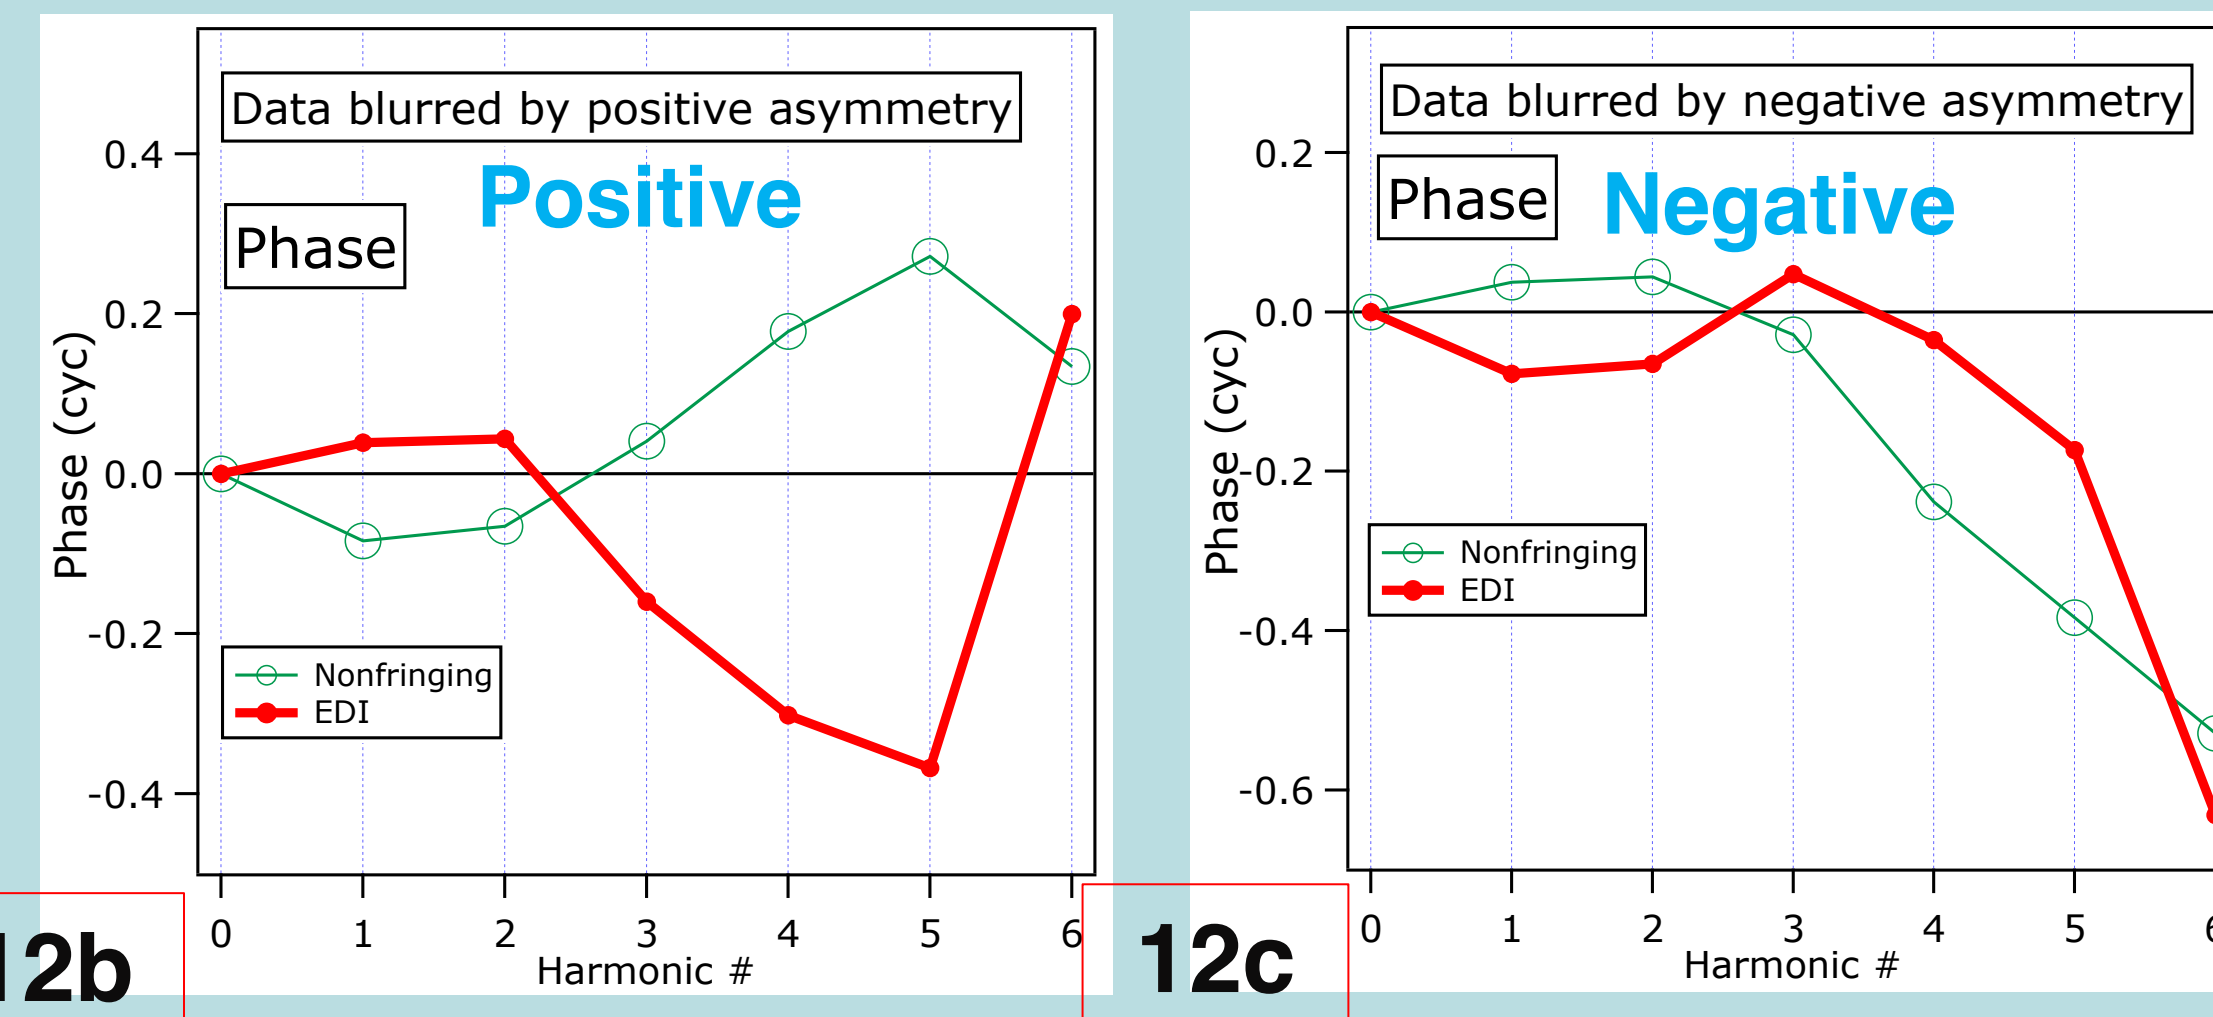 Data blurred by positive asymmetry
Positive
Phase
0.4
0.2
0.0
-0.2
-0.4
Phase (cyc)
Nonfringing
EDI
0 1 2 3 4 5 6
Harmonic #
12b
Data blurred by negative asymmetry
Phase
Negative
0.2
0.0
-0.2
-0.4
-0.6
Phase (cyc)
Nonfringing
EDI
0 1 2 3 4 5 6
Harmonic #
12c